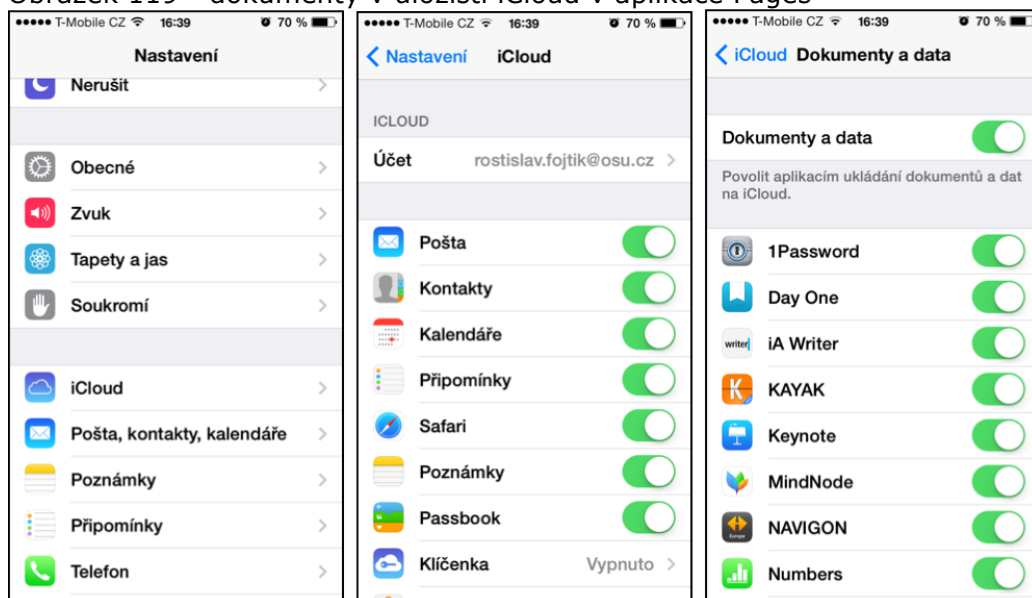 Obrázek 119 - dokumenty v úložišti iCloud v aplikace Pages
T-Mobile CZ 16:39 70 %
Nastavení
Nerušit
Obecné
Zvuk
Tapety a jas
Soukromí
iCloud
Pošta, kontakty, kalendáře
Poznámky
Připomínky
Telefon
T-Mobile CZ 16:39 70 %
Nastavení iCloud
ICLOUD
Účet rostislav.fojtik@osu.cz
Pošta
Kontakty
Kalendáře
Připomínky
Safari
Poznámky
Passbook
Klíčenka Vypnuto
T-Mobile CZ 16:39 70 %
iCloud Dokumenty a data
Dokumenty a data
Povolit aplikacím ukládání dokumentů a dat
na iCloud.
1Password
Day One
writer iA Writer
KAYAK
Keynote
MindNode
NAVIGON
Numbers